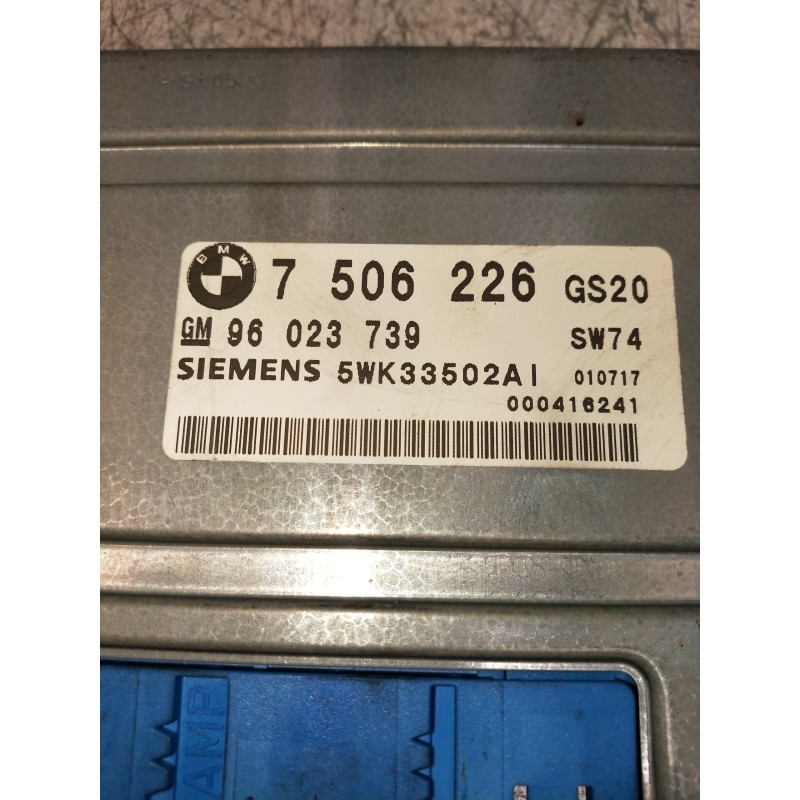 BMW 7 506 226 GS20
GM 96 023 739 SW74
SIEMENS 5WK33502AI 010717
000416241
AMP